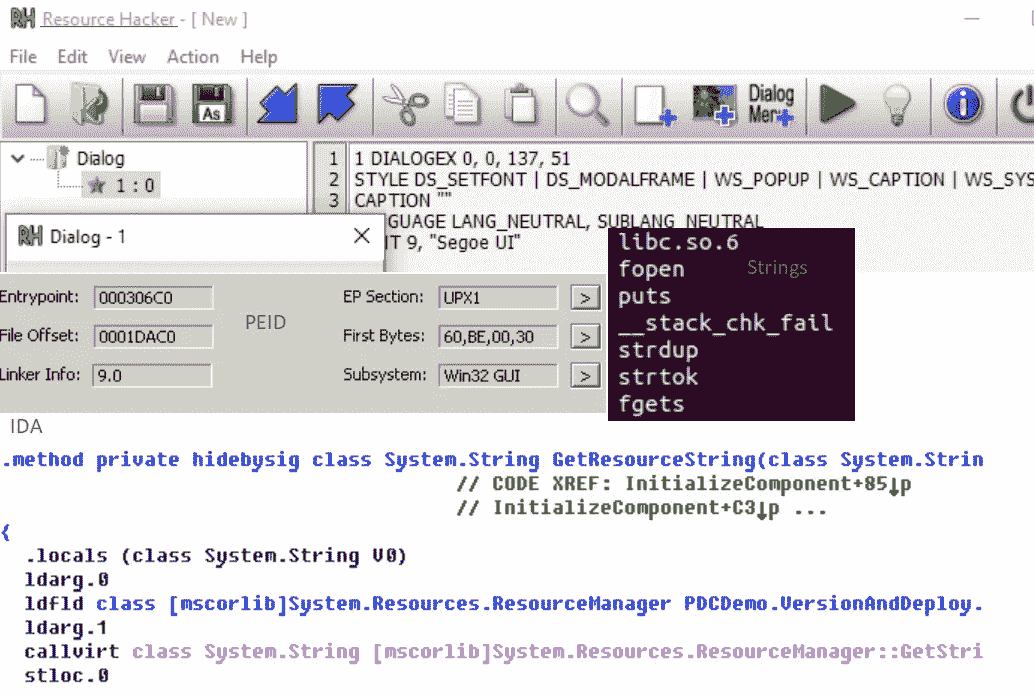 RH Resource Hacker - [ New ]
File Edit View Action Help
As
Dialog
Mer
Dialog
1 : 0
1 1 DIALOGEX 0, 0, 137, 51
2 STYLE DS_SETFONT | DS_MODALFRAME | WS_POPUP | WS_CAPTION | WS_SYS
3 CAPTION ""
GUAGE LANG_NEUTRAL, SUBLANG_NEUTRAL
T 9, "Segoe UI"
RH Dialog - 1
Entrypoint: 000306C0
EP Section: UPX1 >
File Offset: 0001DAC0
First Bytes: 60,BE,00,30 >
Linker Info: 9.0
Subsystem: Win32 GUI >
PEID
libc.so.6
fopen
Strings
puts
__stack_chk_fail
strdup
strtok
fgets
IDA
.method private hidebysig class System.String GetResourceString(class System.Strin
// CODE XREF: InitializeComponent+85↓p
// InitializeComponent+C3↓p ...
{
.locals (class System.String V0)
ldarg.0
ldfld class [mscorlib]System.Resources.ResourceManager PDCDemo.VersionAndDeploy.
ldarg.1
callvirt class System.String [mscorlib]System.Resources.ResourceManager::GetStri
stloc.0